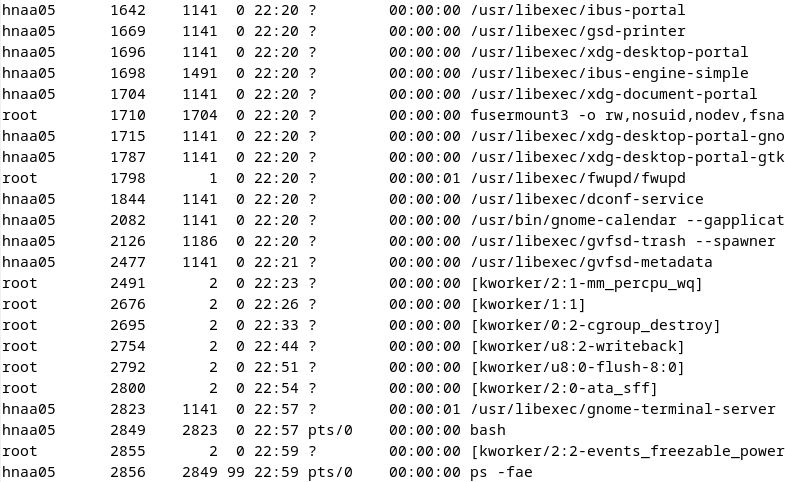 hnaa05      1642    1141  0 22:20 ?        00:00:00 /usr/libexec/ibus-portal
hnaa05      1669    1141  0 22:20 ?        00:00:00 /usr/libexec/gsd-printer
hnaa05      1696    1141  0 22:20 ?        00:00:00 /usr/libexec/xdg-desktop-portal
hnaa05      1698    1491  0 22:20 ?        00:00:00 /usr/libexec/ibus-engine-simple
hnaa05      1704    1141  0 22:20 ?        00:00:00 /usr/libexec/xdg-document-portal
root        1710    1704  0 22:20 ?        00:00:00 fusermount3 -o rw,nosuid,nodev,fsna
hnaa05      1715    1141  0 22:20 ?        00:00:00 /usr/libexec/xdg-desktop-portal-gno
hnaa05      1787    1141  0 22:20 ?        00:00:00 /usr/libexec/xdg-desktop-portal-gtk
root        1798       1  0 22:20 ?        00:00:01 /usr/libexec/fwupd/fwupd
hnaa05      1844    1141  0 22:20 ?        00:00:00 /usr/libexec/dconf-service
hnaa05      2082    1141  0 22:20 ?        00:00:00 /usr/bin/gnome-calendar --gapplicat
hnaa05      2126    1186  0 22:20 ?        00:00:00 /usr/libexec/gvfsd-trash --spawner
hnaa05      2477    1141  0 22:21 ?        00:00:00 /usr/libexec/gvfsd-metadata
root        2491       2  0 22:23 ?        00:00:00 [kworker/2:1-mm_percpu_wq]
root        2676       2  0 22:26 ?        00:00:00 [kworker/1:1]
root        2695       2  0 22:33 ?        00:00:00 [kworker/0:2-cgroup_destroy]
root        2754       2  0 22:44 ?        00:00:00 [kworker/u8:2-writeback]
root        2792       2  0 22:51 ?        00:00:00 [kworker/u8:0-flush-8:0]
root        2800       2  0 22:54 ?        00:00:00 [kworker/2:0-ata_sff]
hnaa05      2823    1141  0 22:57 ?        00:00:01 /usr/libexec/gnome-terminal-server
hnaa05      2849    2823  0 22:57 pts/0    00:00:00 bash
root        2855       2  0 22:59 ?        00:00:00 [kworker/2:2-events_freezable_power
hnaa05      2856    2849 99 22:59 pts/0    00:00:00 ps -fae